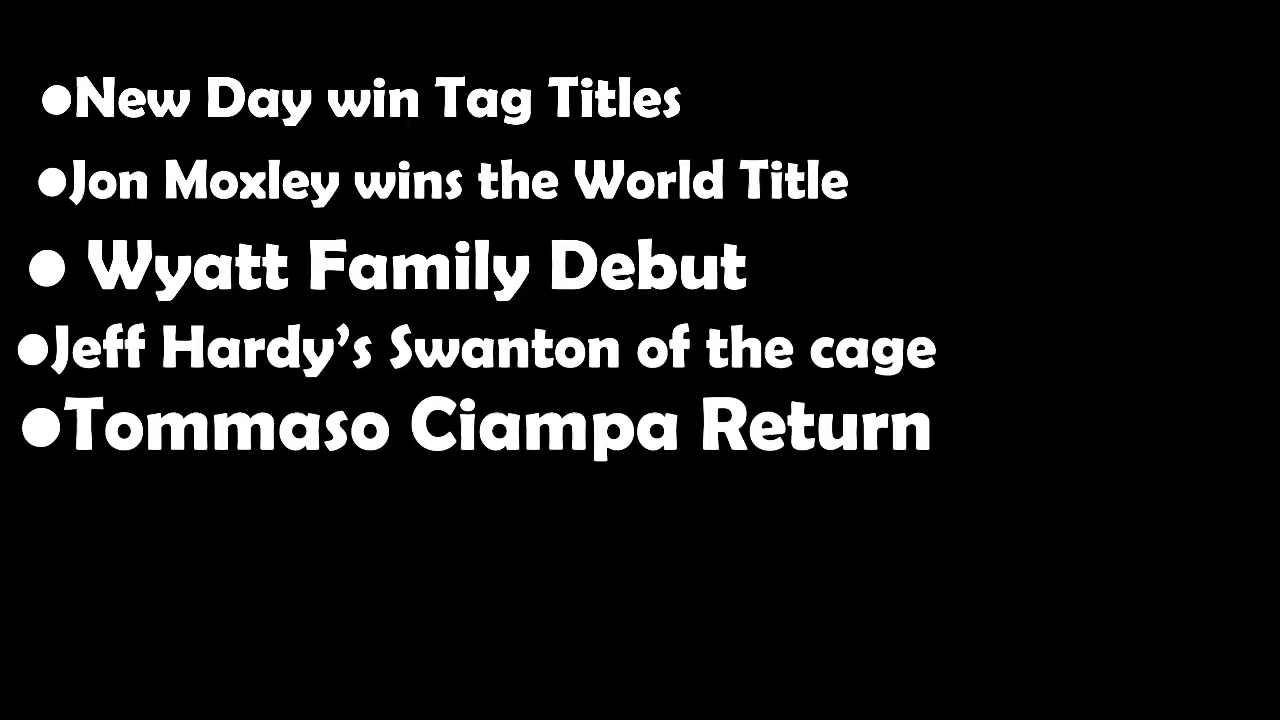 •New Day win Tag Titles
•Jon Moxley wins the World Title
• Wyatt Family Debut
•Jeff Hardy’s Swanton of the cage
•Tommaso Ciampa Return